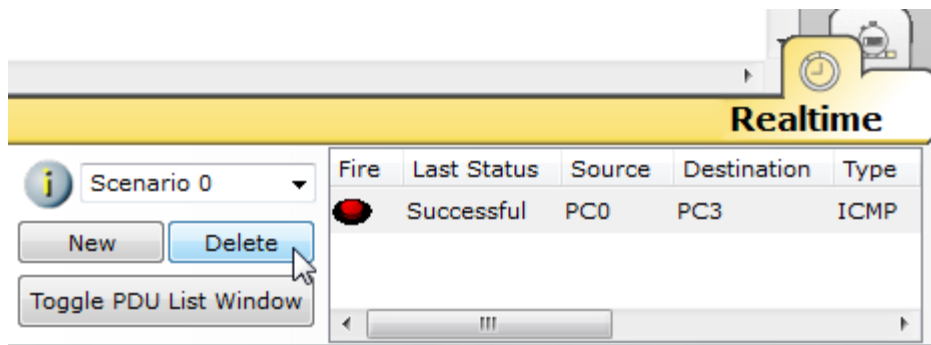 Realtime
Scenario 0
New Delete
Toggle PDU List Window
Fire Last Status Source Destination Type
Successful PC0 PC3 ICMP